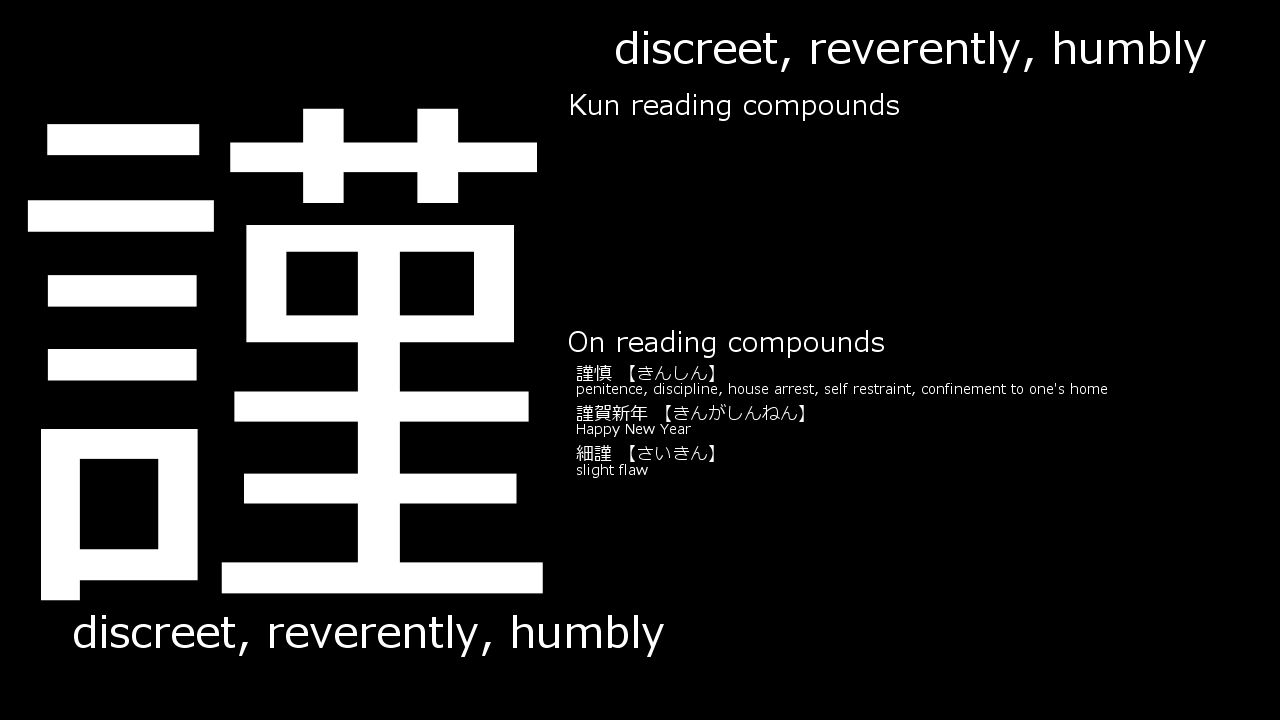 discreet, reverently, humbly
Kun reading compounds
謹
On reading compounds
謹慎 【きんしん】
penitence, discipline, house arrest, self restraint, confinement to one's home
謹賀新年 【きんがしんねん】
Happy New Year
細謹 【さいきん】
slight flaw
discreet, reverently, humbly